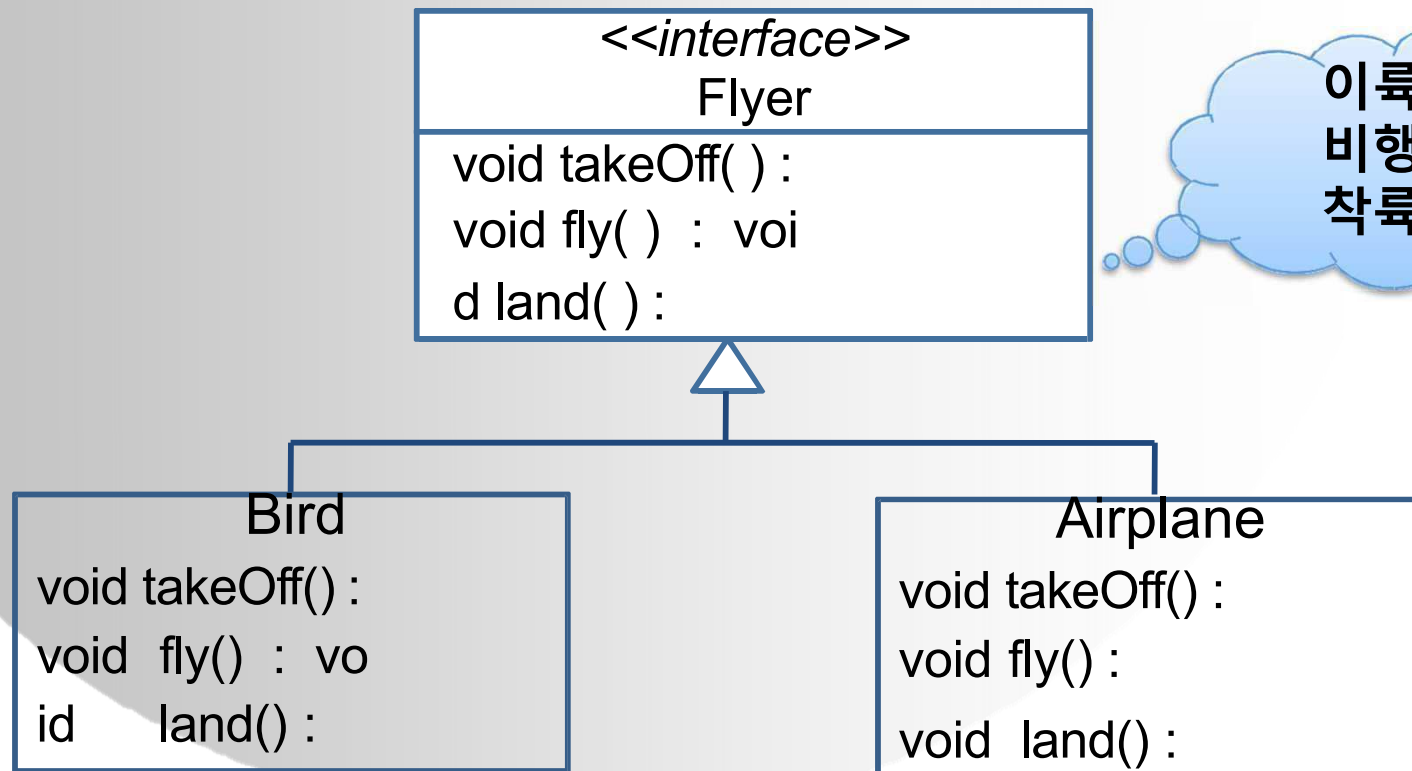 <<interface>>
Flyer
void takeOff( ) :
void fly( ) : voi
d land( ) :
이륙
비행
착륙
Bird
void takeOff() :
void fly() : vo
id land() :
Airplane
void takeOff() :
void fly() :
void land() :